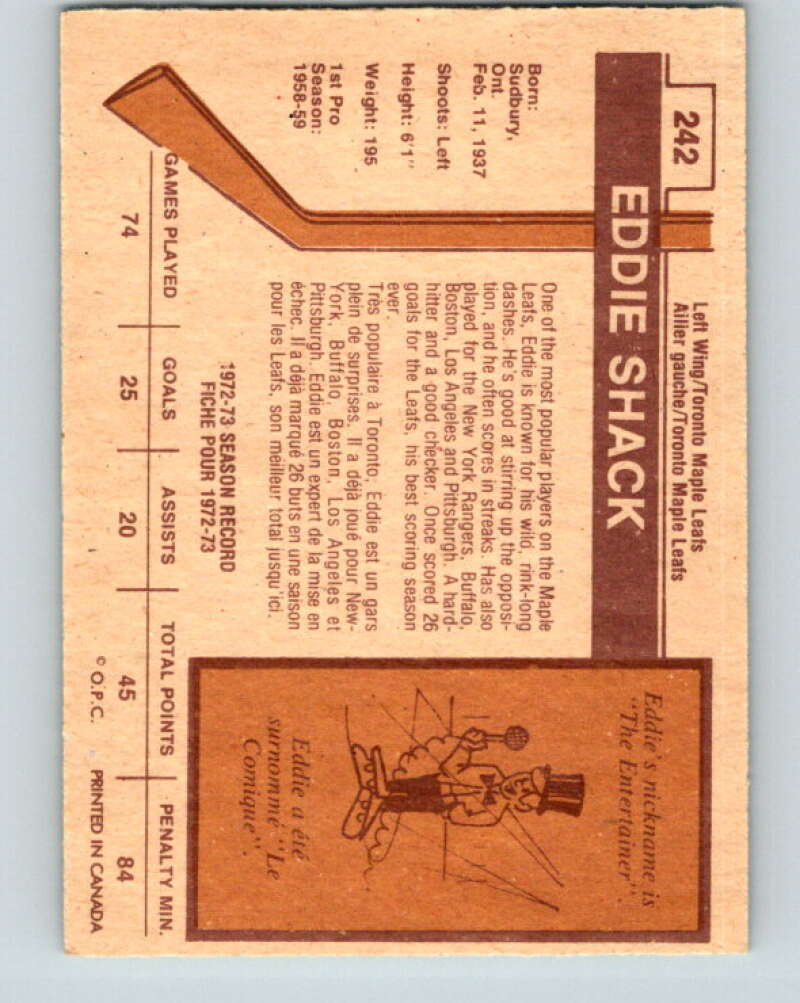 242
Left Wing/Toronto Maple Leafs
Ailier gauche/Toronto Maple Leafs
EDDIE SHACK
Born:
Sudbury,
Ont.
Feb. 11, 1937
Shoots: Left
Height: 6'1"
Weight: 195
1st Pro
Season:
1958-59
One of the most popular players on the Maple
Leafs, Eddie is known for his wild, rink-long
dashes. He's good at stirring up the opposi-
tion, and he often scores in streaks. Has also
played for the New York Rangers, Buffalo,
Boston, Los Angeles and Pittsburgh. A hard-
hitter and a good checker. Once scored 26
goals for the Leafs, his best scoring season
ever.
Très populaire à Toronto, Eddie est un gars
plein de surprises. Il a déjà joué pour New-
York, Buffalo, Boston, Los Angeles et
Pittsburgh. Eddie est un expert de la mise en
échec. Il a déjà marqué 26 buts en une saison
pour les Leafs, son meilleur total jusqu'ici.
Eddie's nickname is
"The Entertainer".
Eddie a été
surnommé "Le
Comique".
1972-73 SEASON RECORD
FICHE POUR 1972-73
GAMES PLAYED GOALS ASSISTS TOTAL POINTS PENALTY MIN.
74 25 20 45 84
© O.P.C. PRINTED IN CANADA